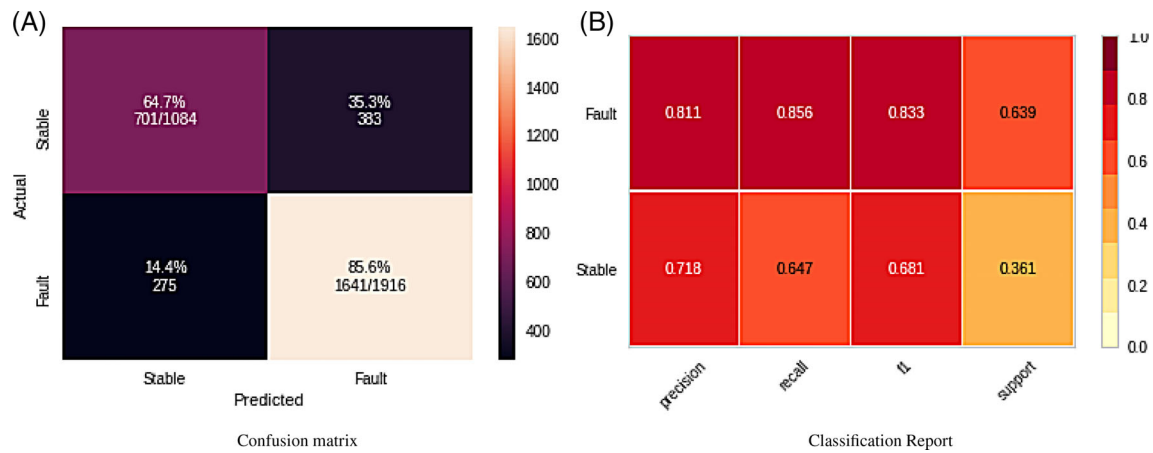 (A)
Actual
Stable
Fault
64.7%
701/1084
35.3%
383
14.4%
275
85.6%
1641/1916
Stable
Fault
Predicted
1600
1400
1200
1000
800
600
400
Confusion matrix
(B)
Fault
Stable
0.811
0.856
0.833
0.639
0.718
0.647
0.681
0.361
precision
recall
f1
support
1.0
0.8
0.6
0.4
0.2
0.0
Classification Report